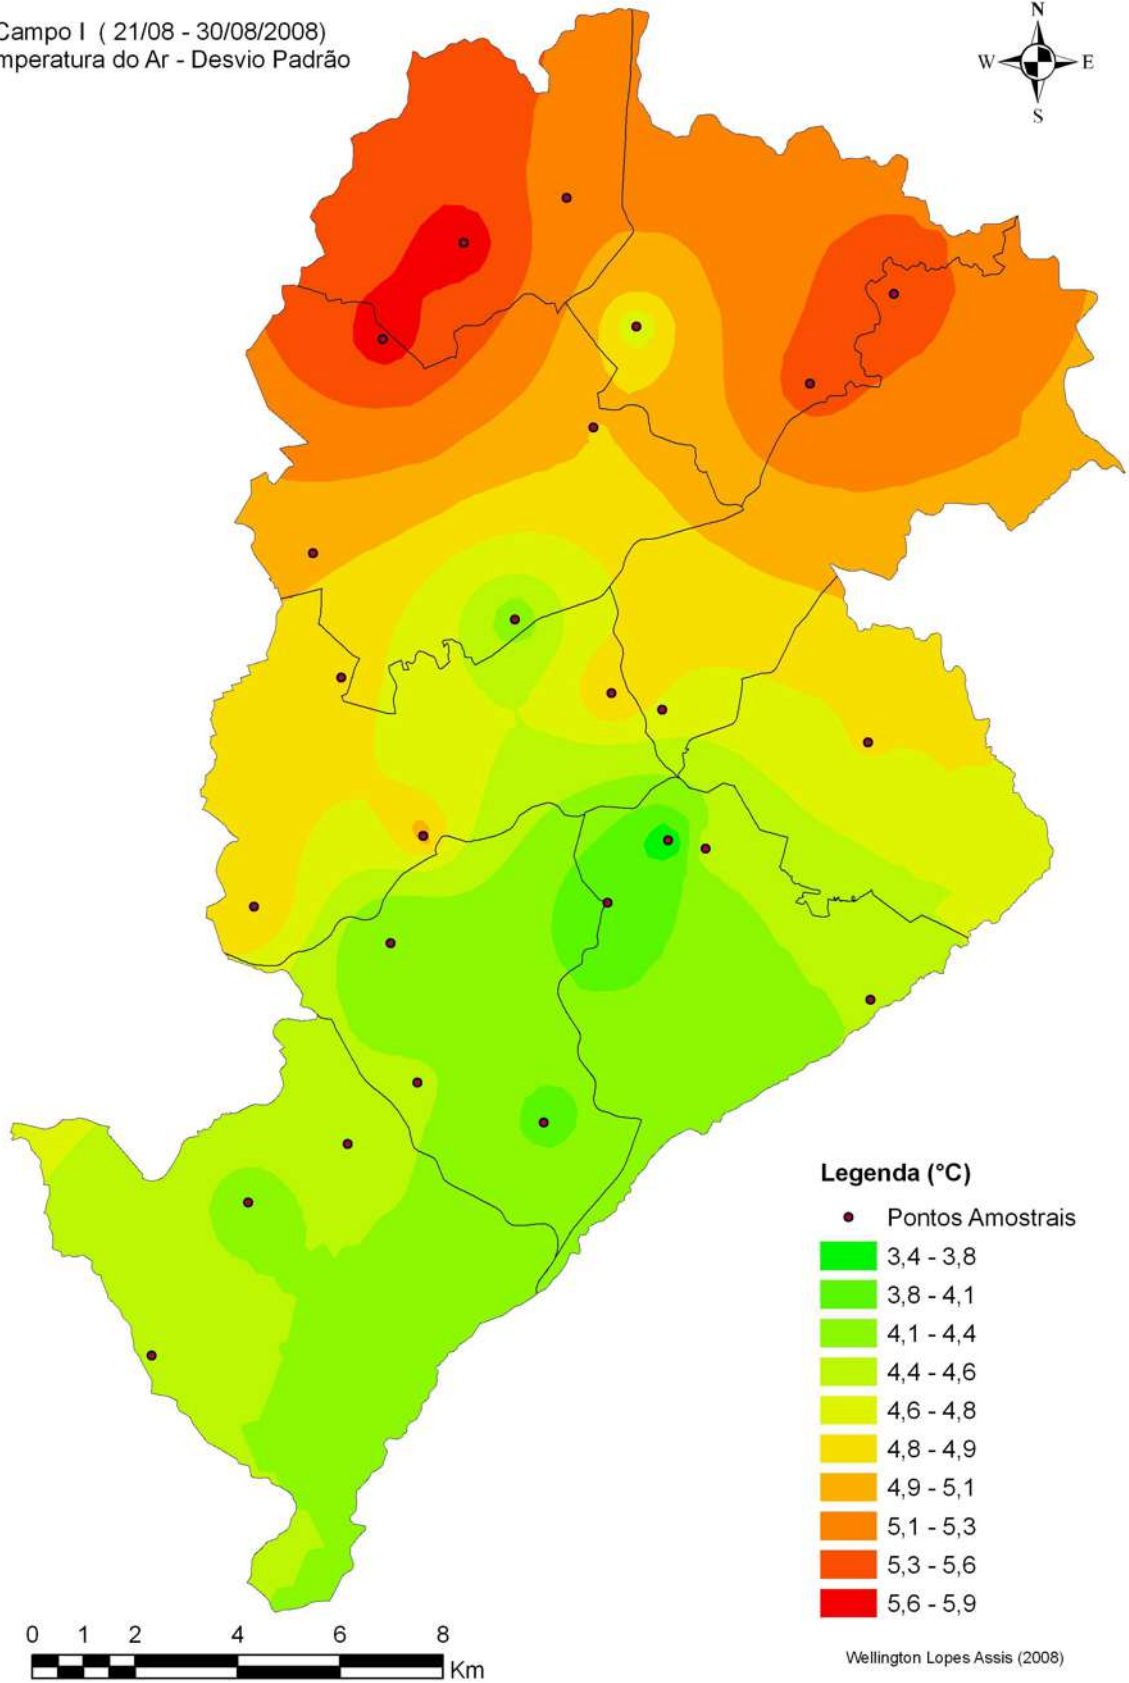 Campo I ( 21/08 - 30/08/2008)
mperatura do Ar - Desvio Padrão
N
W E
S
Legenda (°C)
Pontos Amostrais
3,4 - 3,8
3,8 - 4,1
4,1 - 4,4
4,4 - 4,6
4,6 - 4,8
4,8 - 4,9
4,9 - 5,1
5,1 - 5,3
5,3 - 5,6
5,6 - 5,9
0 1 2 4 6 8
Km
Wellington Lopes Assis (2008)